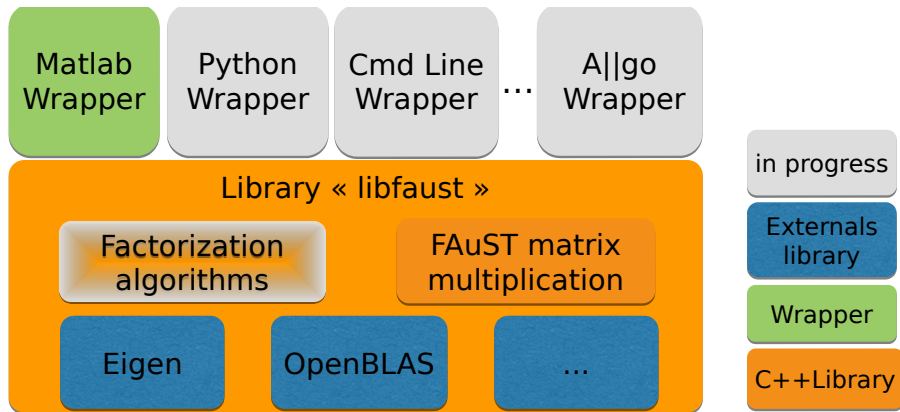 Matlab
Wrapper
Python
Wrapper
Cmd Line
Wrapper
...
A||go
Wrapper
Library « libfaust »
Factorization
algorithms
FAuST matrix
multiplication
Eigen
OpenBLAS
...
in progress
Externals
library
Wrapper
C++Library